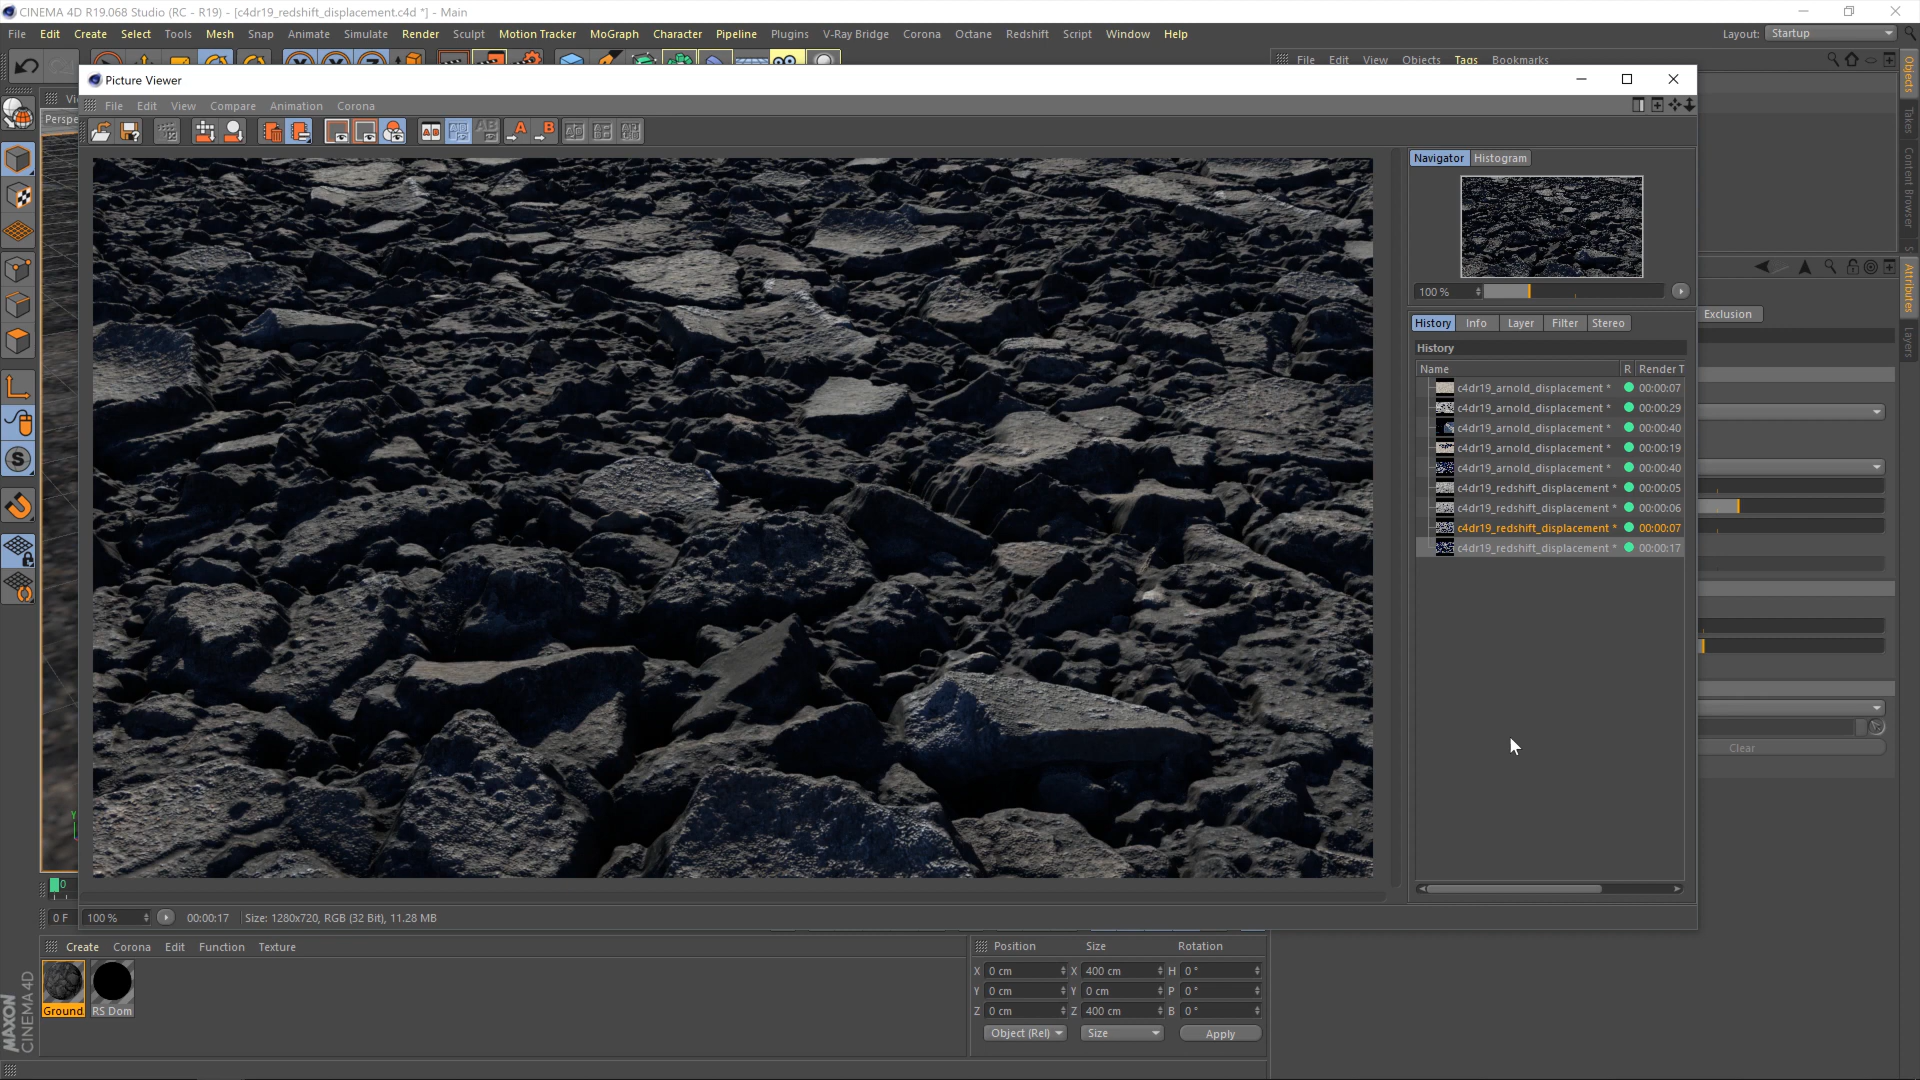 CINEMA 4D R19.068 Studio (RC - R19) - [c4dr19_redshift_displacement.c4d *] - Main
File Edit Create Select Tools Mesh Snap Animate Simulate Render Sculpt Motion Tracker MoGraph Character Pipeline Plugins V-Ray Bridge Corona Octane Redshift Script Window Help Layout: Startup
File Edit View Objects Tags Bookmarks
Picture Viewer
File Edit View Compare Animation Corona
Navigator Histogram
100 %
History Info Layer Filter Stereo
History
Name R Render T
c4dr19_arnold_displacement * 00:00:07
c4dr19_arnold_displacement * 00:00:29
c4dr19_arnold_displacement * 00:00:40
c4dr19_arnold_displacement * 00:00:19
c4dr19_arnold_displacement * 00:00:40
c4dr19_redshift_displacement * 00:00:05
c4dr19_redshift_displacement * 00:00:06
c4dr19_redshift_displacement * 00:00:07
c4dr19_redshift_displacement * 00:00:17
Exclusion
Clear
Objects
Takes
Content Browser
Attributes
Layers
Perspe
0
0 F 100 % 00:00:17 Size: 1280x720, RGB (32 Bit), 11.28 MB
Create Corona Edit Function Texture
Ground RS Dom
Position Size Rotation
X 0 cm X 400 cm H 0 °
Y 0 cm Y 0 cm P 0 °
Z 0 cm Z 400 cm B 0 °
Object (Rel) Size Apply
MAXON
CINEMA 4D